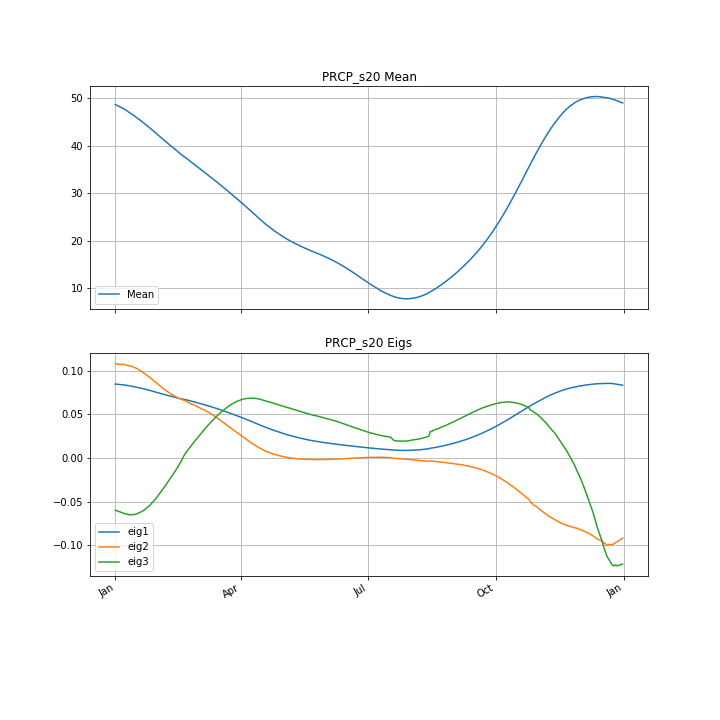 PRCP_s20 Mean
50
40
30
20
10
Mean
PRCP_s20 Eigs
0.10
0.05
0.00
−0.05
−0.10
eig1
eig2
eig3
Jan
Apr
Jul
Oct
Jan